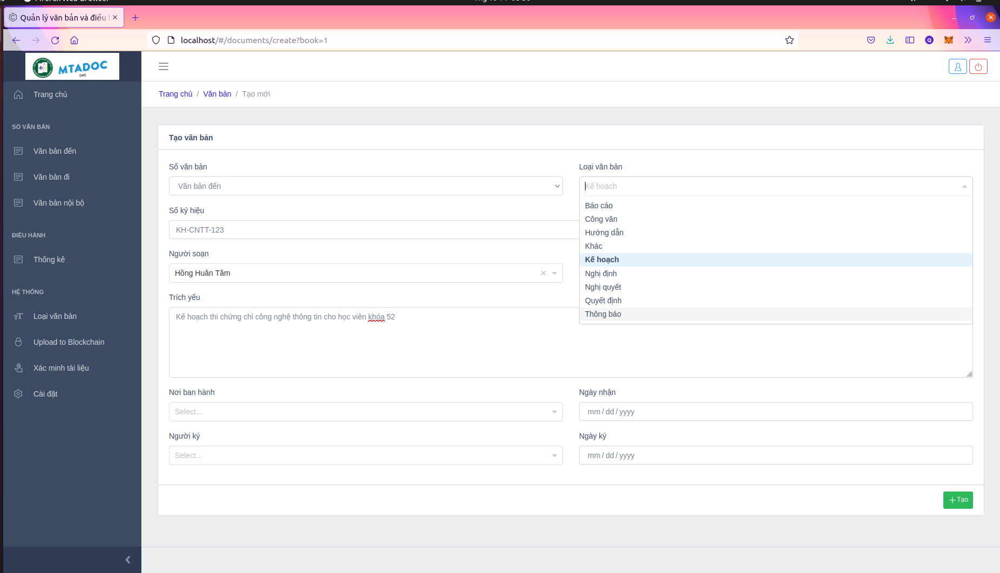 Quản lý văn bản và điều h
localhost/#/documents/create?book=1
MTADOC
DMS
Trang chủ
SỔ VĂN BẢN
Văn bản đến
Văn bản đi
Văn bản nội bộ
ĐIỀU HÀNH
Thống kê
HỆ THỐNG
Loại văn bản
Upload to Blockchain
Xác minh tài liệu
Cài đặt
Trang chủ / Văn bản / Tạo mới
Tạo văn bản
Sổ văn bản
Văn bản đến
Loại văn bản
Kế hoạch
Báo cáo
Công văn
Hướng dẫn
Khác
Kế hoạch
Nghị định
Nghị quyết
Quyết định
Thông báo
Số ký hiệu
KH-CNTT-123
Người soạn
Hồng Huân Tâm
Trích yếu
Kế hoạch thi chứng chỉ công nghệ thông tin cho học viên khóa 52
Nơi ban hành
Select...
Ngày nhận
mm / dd / yyyy
Người ký
Select...
Ngày ký
mm / dd / yyyy
Tạo